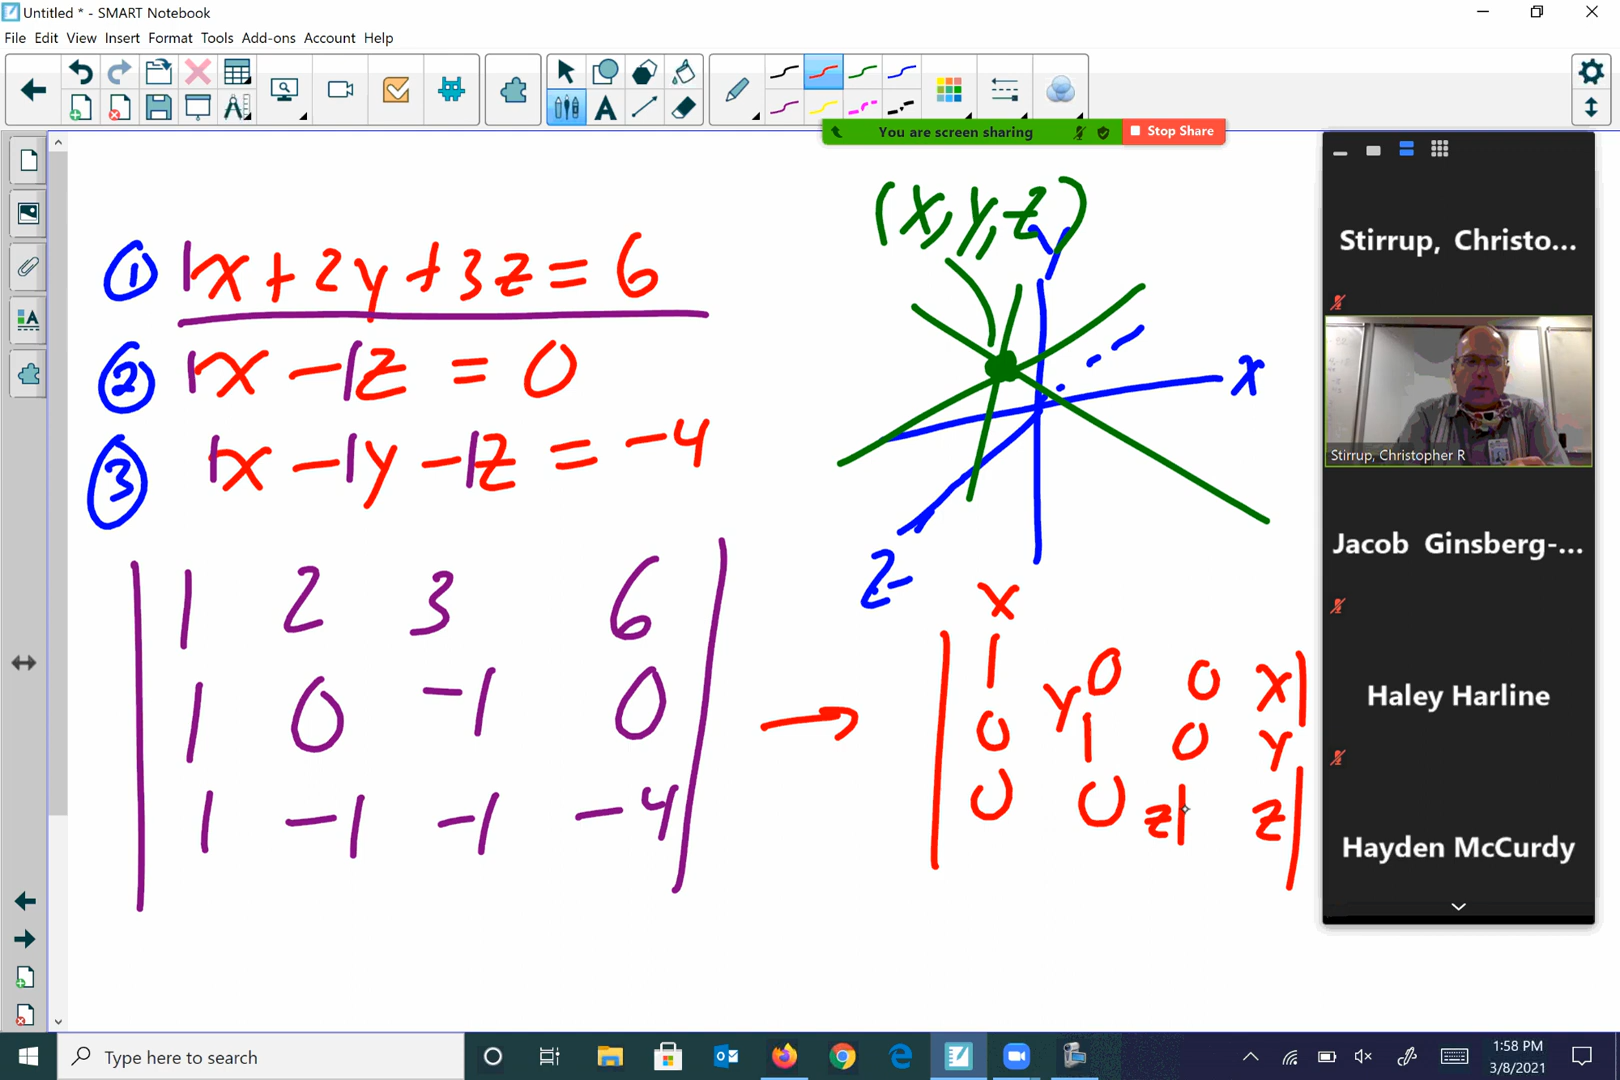 Untitled * - SMART Notebook
File Edit View Insert Format Tools Add-ons Account Help
You are screen sharing
Stop Share
(x, y, z)
① 1x + 2y + 3z = 6
② 1x - 1z = 0
③ 1x - 1y - 1z = -4
Y
X
Z
1 2 3 6
1 0 -1 0
1 -1 -1 -4
x
1 0 0 x
y
0 1 0 y
0 0 z 1 z
Stirrup, Christo...
Stirrup, Christopher R
Jacob Ginsberg-...
Haley Harline
Hayden McCurdy
Type here to search
1:58 PM
3/8/2021